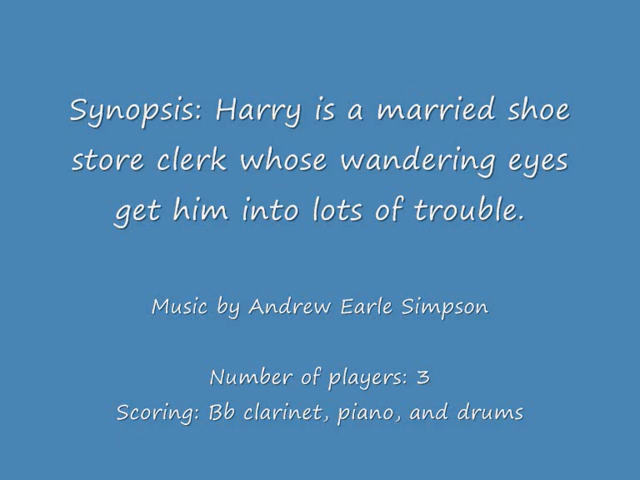 Synopsis: Harry is a married shoe
store clerk whose wandering eyes
get him into lots of trouble.
Music by Andrew Earle Simpson
Number of players: 3
Scoring: Bb clarinet, piano, and drums